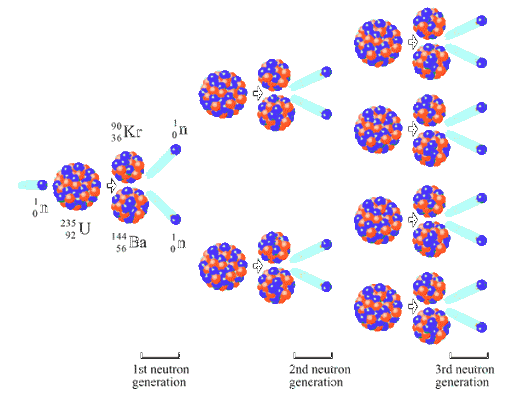 90
36 Kr
1
0 n
1
0 n
235
92 U
144
56 Ba
1
0 n
1st neutron
generation
2nd neutron
generation
3rd neutron
generation